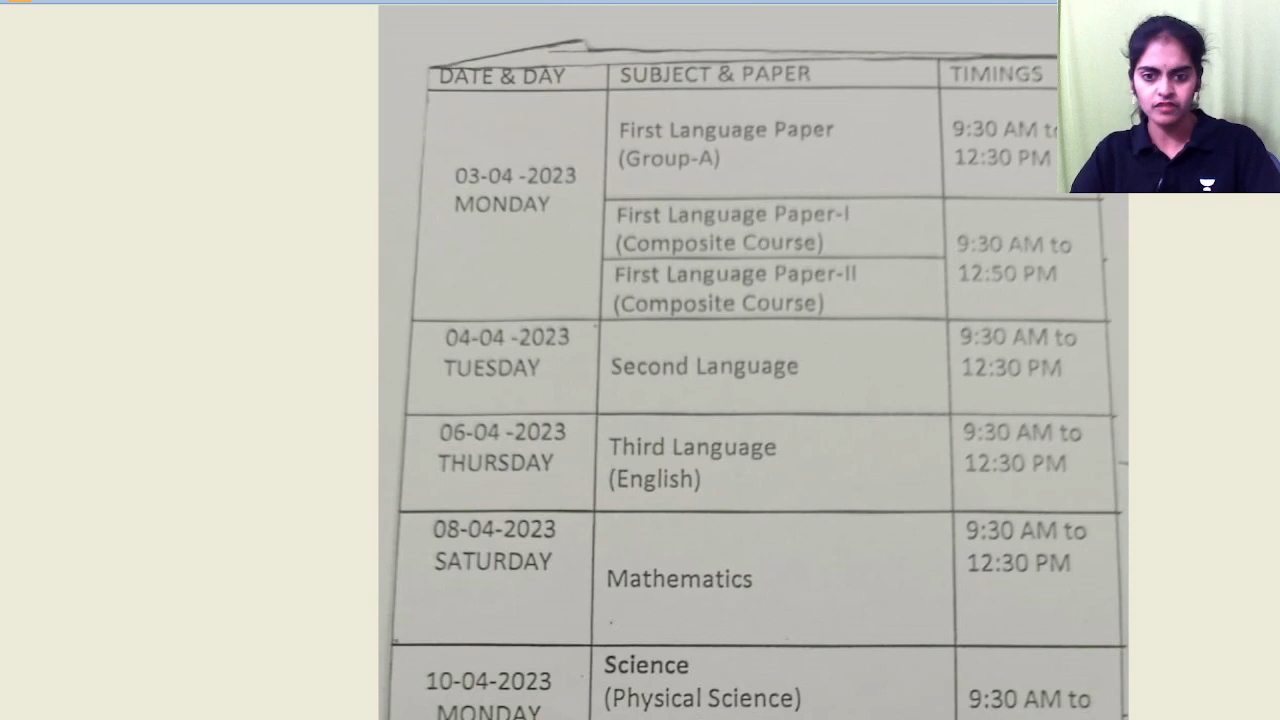 DATE & DAY
SUBJECT & PAPER
TIMINGS
03-04 -2023
MONDAY
First Language Paper
(Group-A)
9:30 AM to
12:30 PM
First Language Paper-I
(Composite Course)
First Language Paper-II
(Composite Course)
9:30 AM to
12:50 PM
04-04 -2023
TUESDAY
Second Language
9:30 AM to
12:30 PM
06-04 -2023
THURSDAY
Third Language
(English)
9:30 AM to
12:30 PM
08-04-2023
SATURDAY
Mathematics
9:30 AM to
12:30 PM
10-04-2023
MONDAY
Science
(Physical Science)
9:30 AM to